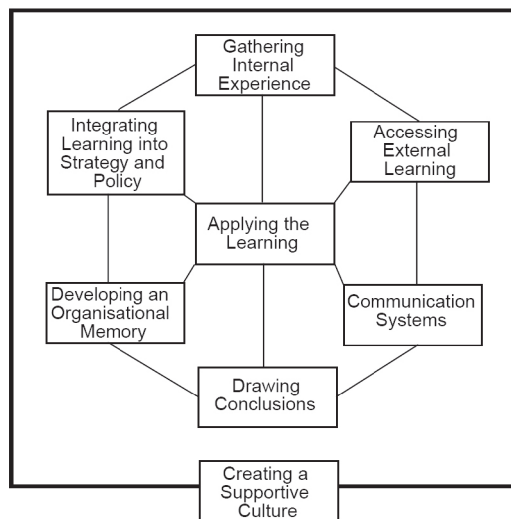 Gathering
Internal
Experience
Integrating
Learning into
Strategy and
Policy
Accessing
External
Learning
Applying the
Learning
Developing an
Organisational
Memory
Communication
Systems
Drawing
Conclusions
Creating a
Supportive
Culture